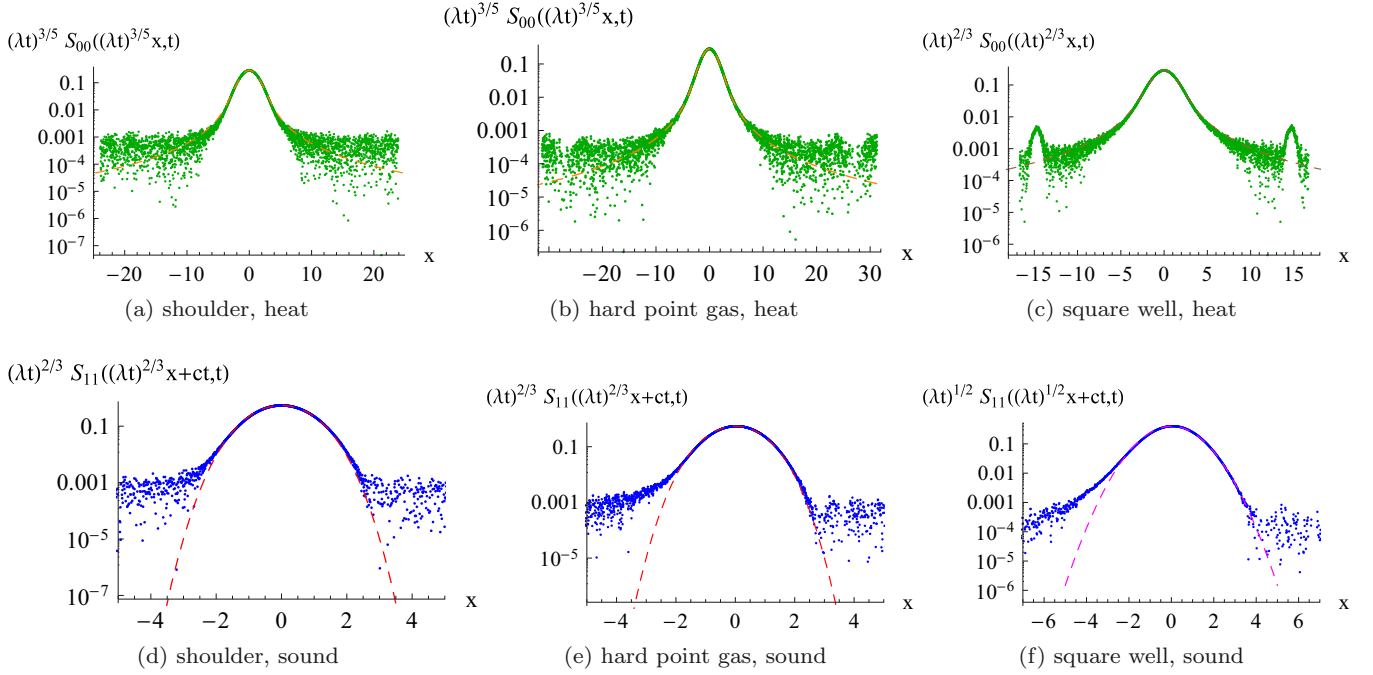 (λt)^{3/5} S_{00}((λt)^{3/5}x,t)
0.1
0.01
0.001
10^{-4}
10^{-5}
10^{-6}
10^{-7}
−20 −10 0 10 20
x
(a) shoulder, heat
(λt)^{3/5} S_{00}((λt)^{3/5}x,t)
0.1
0.01
0.001
10^{-4}
10^{-5}
10^{-6}
−20 −10 0 10 20 30
x
(b) hard point gas, heat
(λt)^{2/3} S_{00}((λt)^{2/3}x,t)
0.1
0.01
0.001
10^{-4}
10^{-5}
10^{-6}
−15 −10 −5 0 5 10 15
x
(c) square well, heat
(λt)^{2/3} S_{11}((λt)^{2/3}x+ct,t)
0.1
0.001
10^{-5}
10^{-7}
−4 −2 0 2 4
x
(d) shoulder, sound
(λt)^{2/3} S_{11}((λt)^{2/3}x+ct,t)
0.1
0.001
10^{-5}
−4 −2 0 2 4
x
(e) hard point gas, sound
(λt)^{1/2} S_{11}((λt)^{1/2}x+ct,t)
0.1
0.01
0.001
10^{-4}
10^{-5}
10^{-6}
−6 −4 −2 0 2 4 6
x
(f) square well, sound